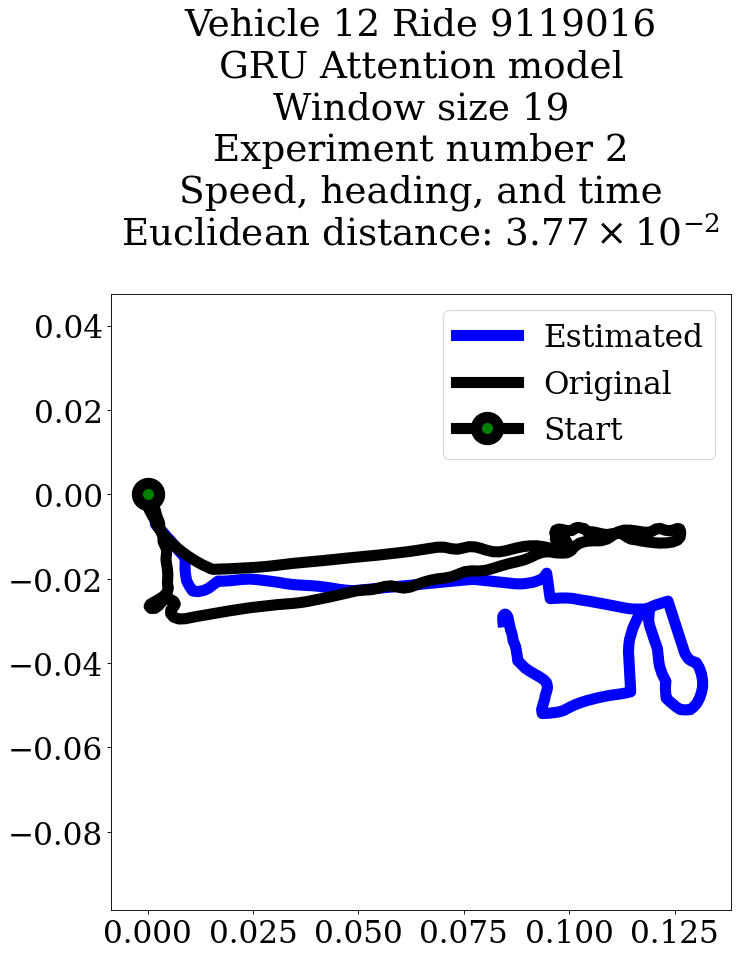 Vehicle 12 Ride 9119016
GRU Attention model
Window size 19
Experiment number 2
Speed, heading, and time
Euclidean distance: 3.77 × 10⁻²
Estimated
Original
Start
0.04
0.02
0.00
−0.02
−0.04
−0.06
−0.08
0.000 0.025 0.050 0.075 0.100 0.125